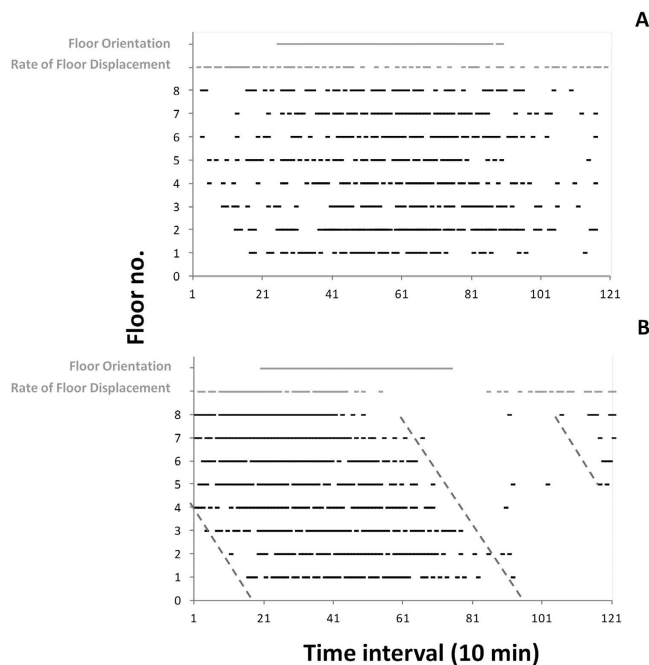 A
Floor Orientation
Rate of Floor Displacement
8
7
6
5
4
3
2
1
0
1 21 41 61 81 101 121
Floor no.
B
Floor Orientation
Rate of Floor Displacement
8
7
6
5
4
3
2
1
0
1 21 41 61 81 101 121
Time interval (10 min)